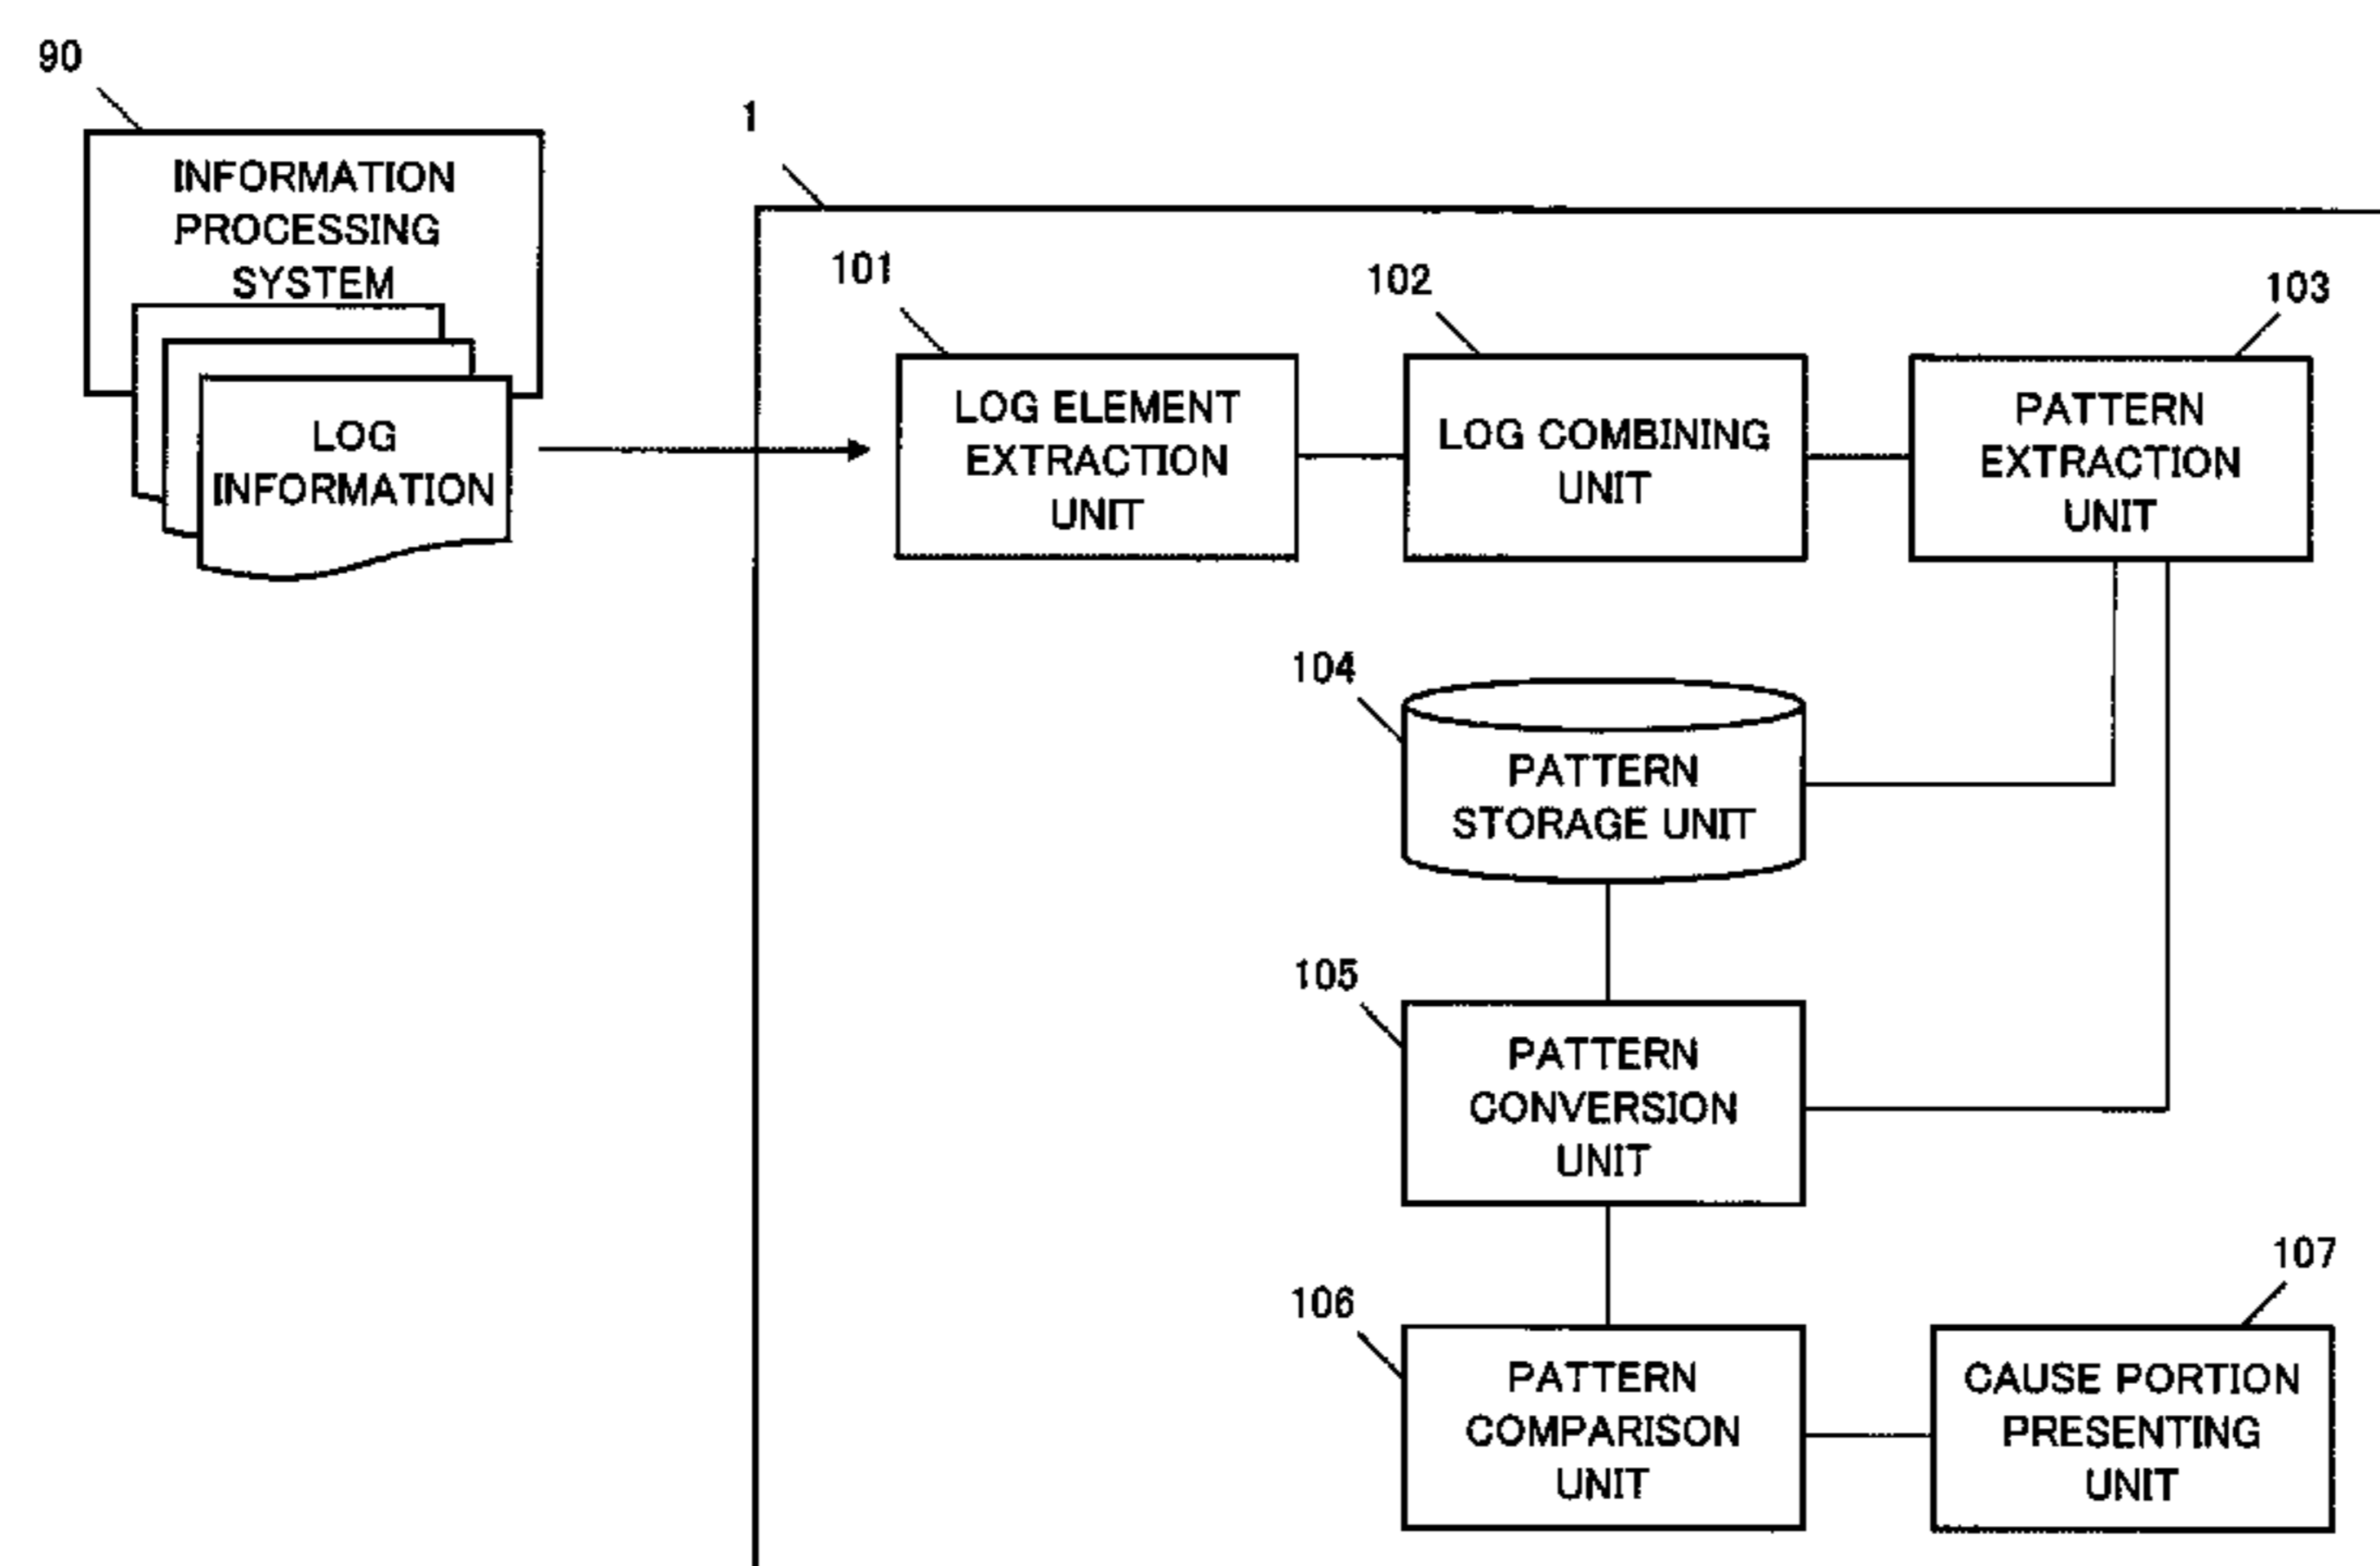 90
INFORMATION
PROCESSING
SYSTEM
LOG
INFORMATION
1
101
LOG ELEMENT
EXTRACTION
UNIT
102
LOG COMBINING
UNIT
103
PATTERN
EXTRACTION
UNIT
104
PATTERN
STORAGE UNIT
105
PATTERN
CONVERSION
UNIT
106
PATTERN
COMPARISON
UNIT
107
CAUSE PORTION
PRESENTING
UNIT